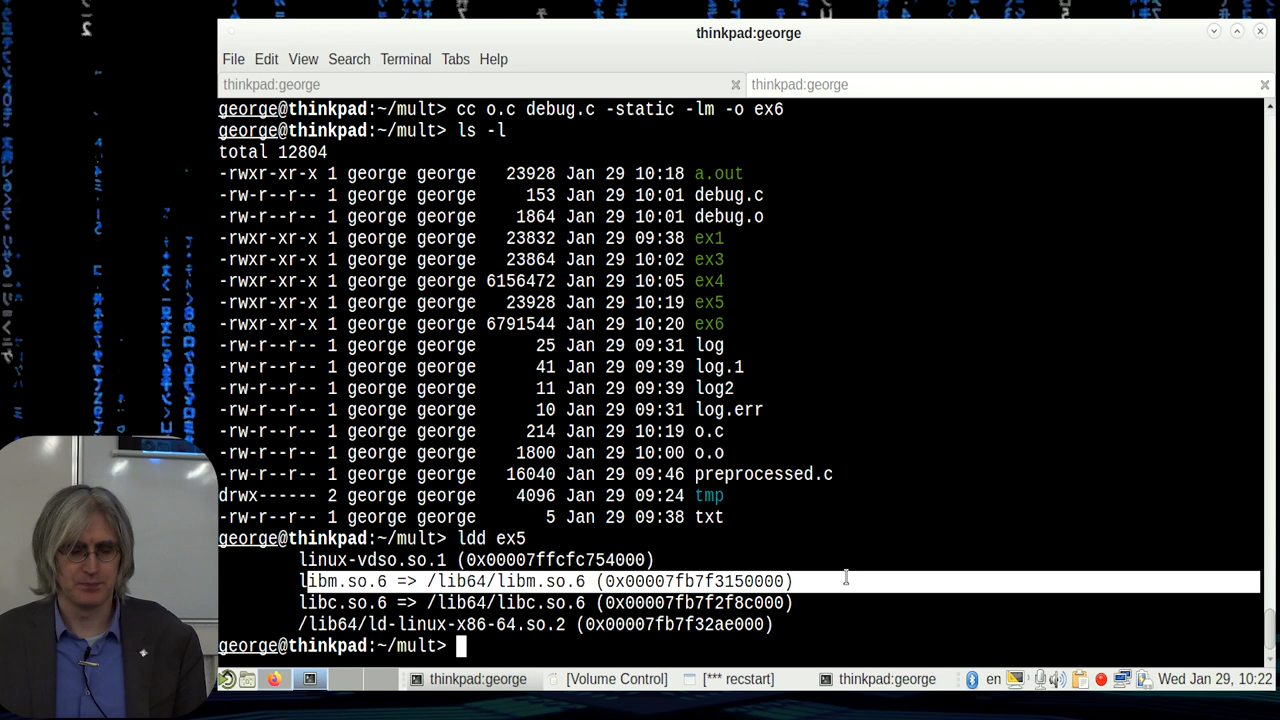 thinkpad:george
File Edit View Search Terminal Tabs Help
thinkpad:george thinkpad:george
george@thinkpad:~/mult> cc o.c debug.c -static -lm -o ex6
george@thinkpad:~/mult> ls -l
total 12804
-rwxr-xr-x 1 george george 23928 Jan 29 10:18 a.out
-rw-r--r-- 1 george george 153 Jan 29 10:01 debug.c
-rw-r--r-- 1 george george 1864 Jan 29 10:01 debug.o
-rwxr-xr-x 1 george george 23832 Jan 29 09:38 ex1
-rwxr-xr-x 1 george george 23864 Jan 29 10:02 ex3
-rwxr-xr-x 1 george george 6156472 Jan 29 10:05 ex4
-rwxr-xr-x 1 george george 23928 Jan 29 10:19 ex5
-rwxr-xr-x 1 george george 6791544 Jan 29 10:20 ex6
-rw-r--r-- 1 george george 25 Jan 29 09:31 log
-rw-r--r-- 1 george george 41 Jan 29 09:39 log.1
-rw-r--r-- 1 george george 11 Jan 29 09:39 log2
-rw-r--r-- 1 george george 10 Jan 29 09:31 log.err
-rw-r--r-- 1 george george 214 Jan 29 10:19 o.c
-rw-r--r-- 1 george george 1800 Jan 29 10:00 o.o
-rw-r--r-- 1 george george 16040 Jan 29 09:46 preprocessed.c
drwx------ 2 george george 4096 Jan 29 09:24 tmp
-rw-r--r-- 1 george george 5 Jan 29 09:38 txt
george@thinkpad:~/mult> ldd ex5
linux-vdso.so.1 (0x00007ffcfc754000)
libm.so.6 => /lib64/libm.so.6 (0x00007fb7f3150000)
libc.so.6 => /lib64/libc.so.6 (0x00007fb7f2f8c000)
/lib64/ld-linux-x86-64.so.2 (0x00007fb7f32ae000)
george@thinkpad:~/mult>
thinkpad:george [Volume Control] [*** recstart) thinkpad:george en Wed Jan 29, 10:22